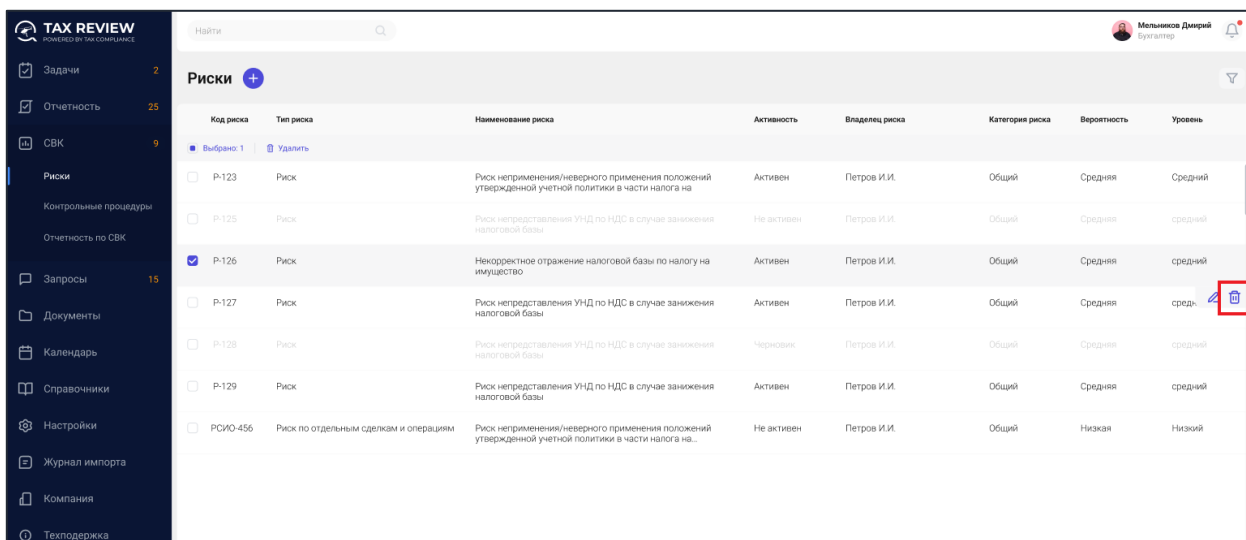 TAX REVIEW
POWERED BY TAX COMPLIANCE
Найти
Мельников Дмирий
Бухгалтер
Задачи 2
Отчетность 25
СВК 9
Риски
Контрольные процедуры
Отчетность по СВК
Запросы 15
Документы
Календарь
Справочники
Настройки
Журнал импорта
Компания
Техподержка
Риски
Код риска Тип риска Наименование риска Активность Владелец риска Категория риска Вероятность Уровень
Выбрано: 1 Удалить
Р-123 Риск Риск неприменения/неверного применения положений Активен Петров И.И. Общий Средняя Средний
утвержденной учетной политики в части налога на
Р-125 Риск Риск непредставления УНД по НДС в случае занижения Не активен Петров И.И. Общий Средняя средний
налоговой базы
Р-126 Риск Некорректное отражение налоговой базы по налогу на Активен Петров И.И. Общий Средняя средний
имущество
Р-127 Риск Риск непредставления УНД по НДС в случае занижения Активен Петров И.И. Общий Средняя
налоговой базы
Р-128 Риск Риск непредставления УНД по НДС в случае занижения Черновик Петров И.И. Общий Средняя средний
налоговой базы
Р-129 Риск Риск непредставления УНД по НДС в случае занижения Активен Петров И.И. Общий Средняя средний
налоговой базы
РСИО-456 Риск по отдельным сделкам и операциям Риск неприменения/неверного применения положений Не активен Петров И.И. Общий Низкая Низкий
утвержденной учетной политики в части налога на...